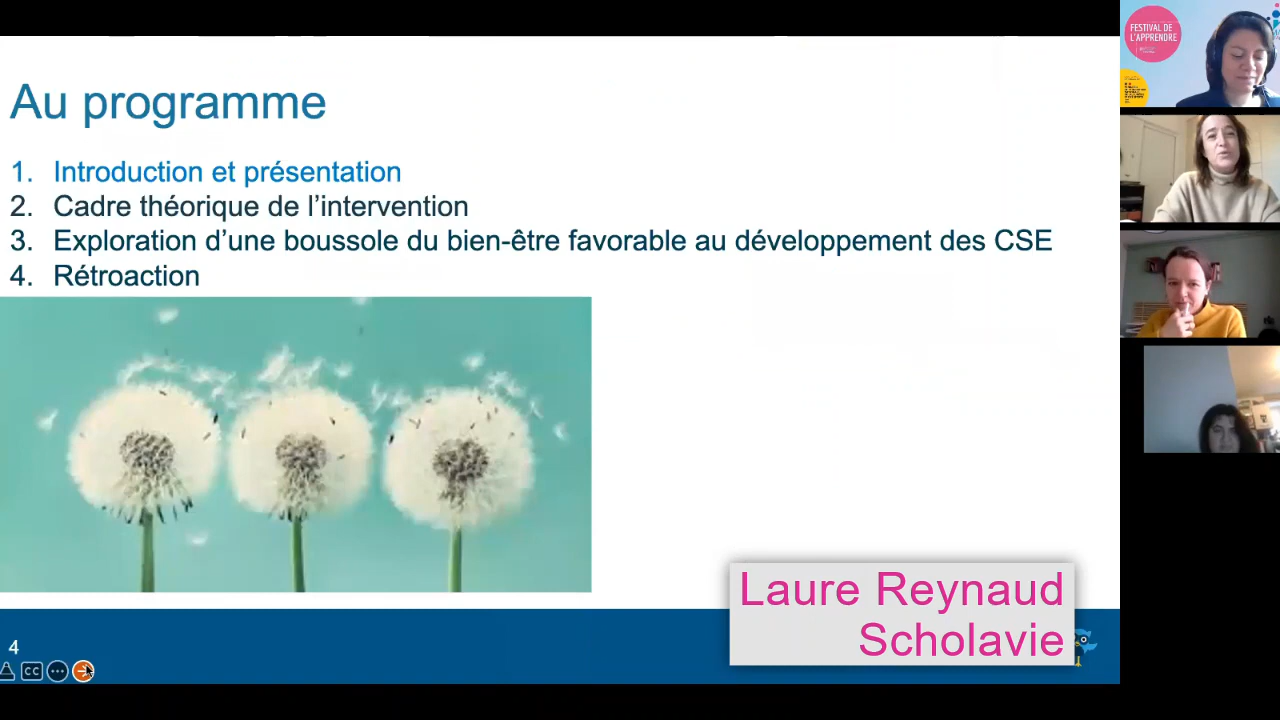 Au programme
1. Introduction et présentation
2. Cadre théorique de l’intervention
3. Exploration d’une boussole du bien-être favorable au développement des CSE
4. Rétroaction
4
CC
Laure Reynaud
Scholavie
FESTIVAL DE
L'APPRENDRE